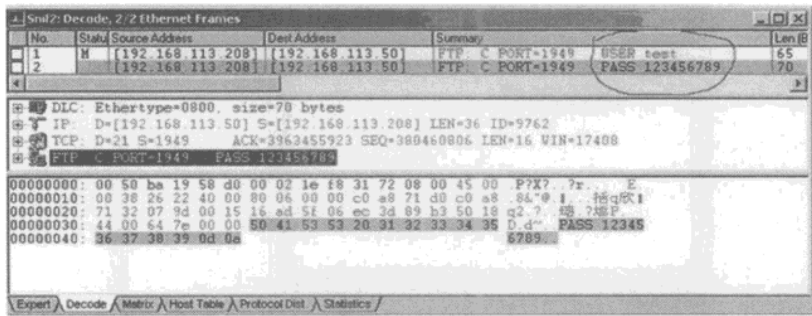 Snif2: Decode, 2/2 Ethernet Frames
No. Statu Source Address Dest Address Summary Len (B
1 M [192.168.113.208] [192.168.113.50] FTP: C PORT=1949 USER test 65
2 [192.168.113.208] [192.168.113.50] FTP: C PORT=1949 PASS 123456789 70
DLC: Ethertype=0800, size=70 bytes
IP: D=[192.168.113.50] S=[192.168.113.208] LEN=36 ID=9762
TCP: D=21 S=1949 ACK=3963455923 SEQ=380460806 LEN=16 WIN=17408
FTP: C PORT=1949 PASS 123456789
00000000: 00 50 ba 19 58 d0 00 02 1e f8 31 72 08 00 45 00 .P?X?..?r....E.
00000010: 00 38 26 22 40 00 80 06 00 00 c0 a8 71 d0 c0 a8 .8&"@.
00000020: 71 32 07 9d 00 15 16 ad 5f 06 ec 3d 89 b3 50 18 q2.?
00000030: 44 00 64 7e 00 00 50 41 53 53 20 31 32 33 34 35 D.d~..PASS 12345
00000040: 36 37 38 39 0d 0a 6789..
Expert Decode Matrix Host Table Protocol Dist. Statistics